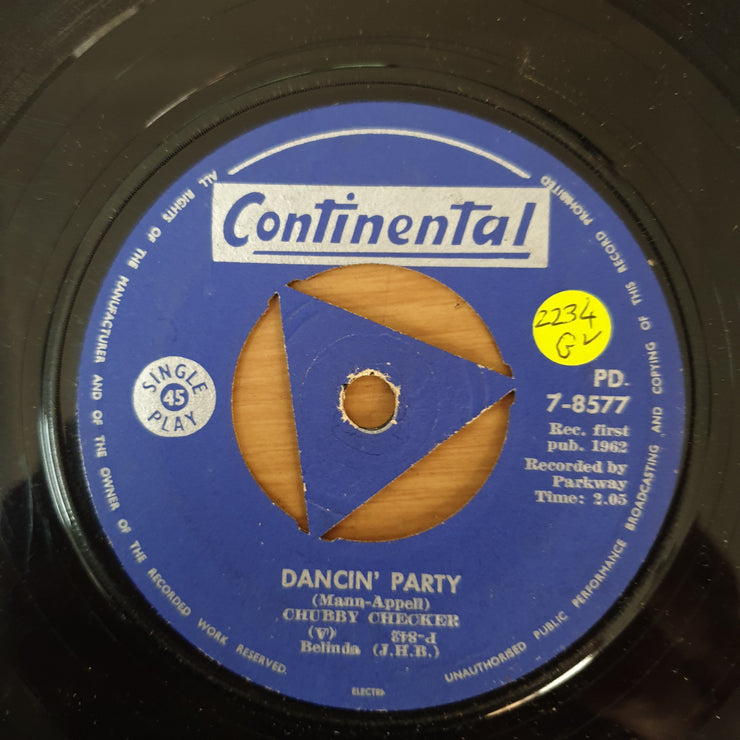 ALL RIGHTS OF THE MANUFACTURER AND OF THE OWNER OF THE RECORDED WORK RESERVED.
UNAUTHORISED PUBLIC PERFORMANCE BROADCASTING AND COPYING OF THIS RECORD PROHIBITED
Continental
SINGLE
45
PLAY
2234
GV
PD.
7-8577
Rec. first
pub. 1962
Recorded by
Parkway
Time: 2.05
DANCIN' PARTY
(Mann-Appell)
CHUBBY CHECKER
(V) P-842
Belinda (J.H.B.)